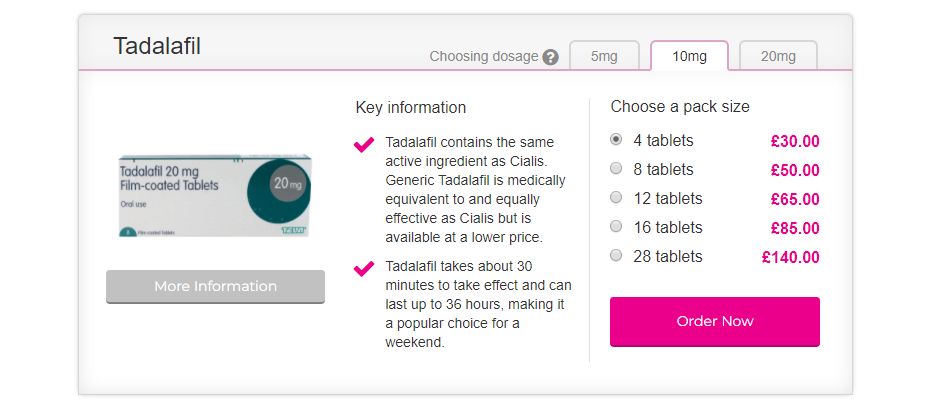 Tadalafil
Choosing dosage ?
5mg
10mg
20mg
Tadalafil 20 mg
Film-coated Tablets
Oral use
20 mg
8 Film-coated Tablets
TEVA
More Information
Key information
Tadalafil contains the same
active ingredient as Cialis.
Generic Tadalafil is medically
equivalent to and equally
effective as Cialis but is
available at a lower price.
Tadalafil takes about 30
minutes to take effect and can
last up to 36 hours, making it
a popular choice for a
weekend.
Choose a pack size
4 tablets £30.00
8 tablets £50.00
12 tablets £65.00
16 tablets £85.00
28 tablets £140.00
Order Now